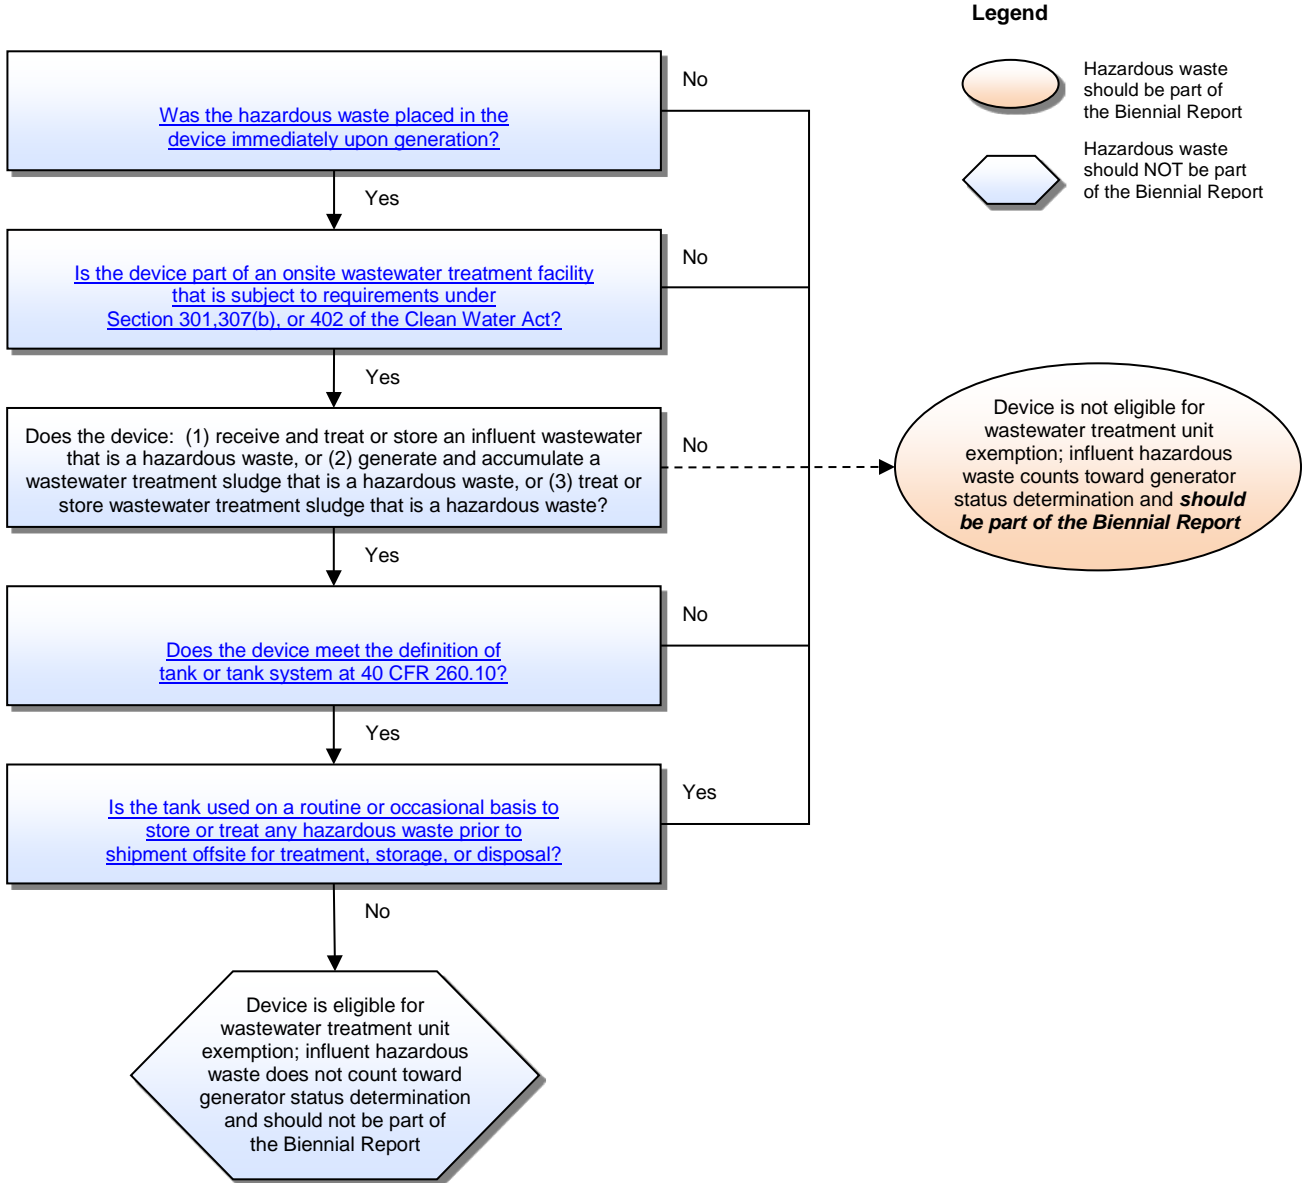 Legend
Hazardous waste
should be part of
the Biennial Report
Hazardous waste
should NOT be part
of the Biennial Report
Was the hazardous waste placed in the
device immediately upon generation?
No
Yes
Is the device part of an onsite wastewater treatment facility
that is subject to requirements under
Section 301,307(b), or 402 of the Clean Water Act?
No
Yes
Does the device: (1) receive and treat or store an influent wastewater
that is a hazardous waste, or (2) generate and accumulate a
wastewater treatment sludge that is a hazardous waste, or (3) treat or
store wastewater treatment sludge that is a hazardous waste?
No
Device is not eligible for
wastewater treatment unit
exemption; influent hazardous
waste counts toward generator
status determination and should
be part of the Biennial Report
Yes
Does the device meet the definition of
tank or tank system at 40 CFR 260.10?
No
Yes
Is the tank used on a routine or occasional basis to
store or treat any hazardous waste prior to
shipment offsite for treatment, storage, or disposal?
Yes
No
Device is eligible for
wastewater treatment unit
exemption; influent hazardous
waste does not count toward
generator status determination
and should not be part of
the Biennial Report